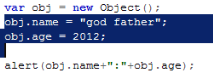 var obj = new Object();
obj.name = "god father";
obj.age = 2012;
alert(obj.name+":"+obj.age);